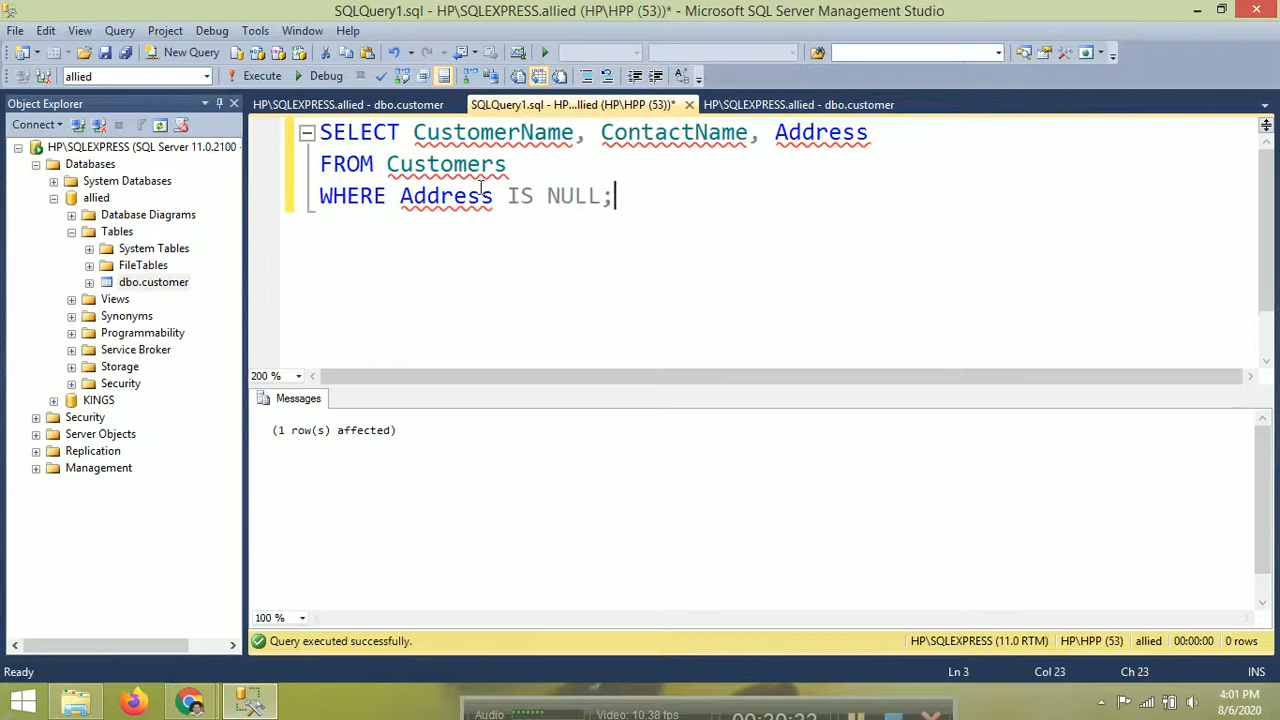 SQLQuery1.sql - HP\SQLEXPRESS.allied (HP\HPP (53))* - Microsoft SQL Server Management Studio
File Edit View Query Project Debug Tools Window Help
New Query
allied Execute Debug
Object Explorer
HP\SQLEXPRESS.allied - dbo.customer SQLQuery1.sql - HP...llied (HP\HPP (53))* HP\SQLEXPRESS.allied - dbo.customer
Connect
HP\SQLEXPRESS (SQL Server 11.0.2100 -
Databases
System Databases
allied
Database Diagrams
Tables
System Tables
FileTables
dbo.customer
Views
Synonyms
Programmability
Service Broker
Storage
Security
KINGS
Security
Server Objects
Replication
Management
SELECT CustomerName, ContactName, Address
FROM Customers
WHERE Address IS NULL;
200 %
Messages
(1 row(s) affected)
100 %
Query executed successfully. HP\SQLEXPRESS (11.0 RTM) HP\HPP (53) allied 00:00:00 0 rows
Ready Ln 3 Col 23 Ch 23 INS
4:01 PM
8/6/2020
Audio Video: 10.38 fps